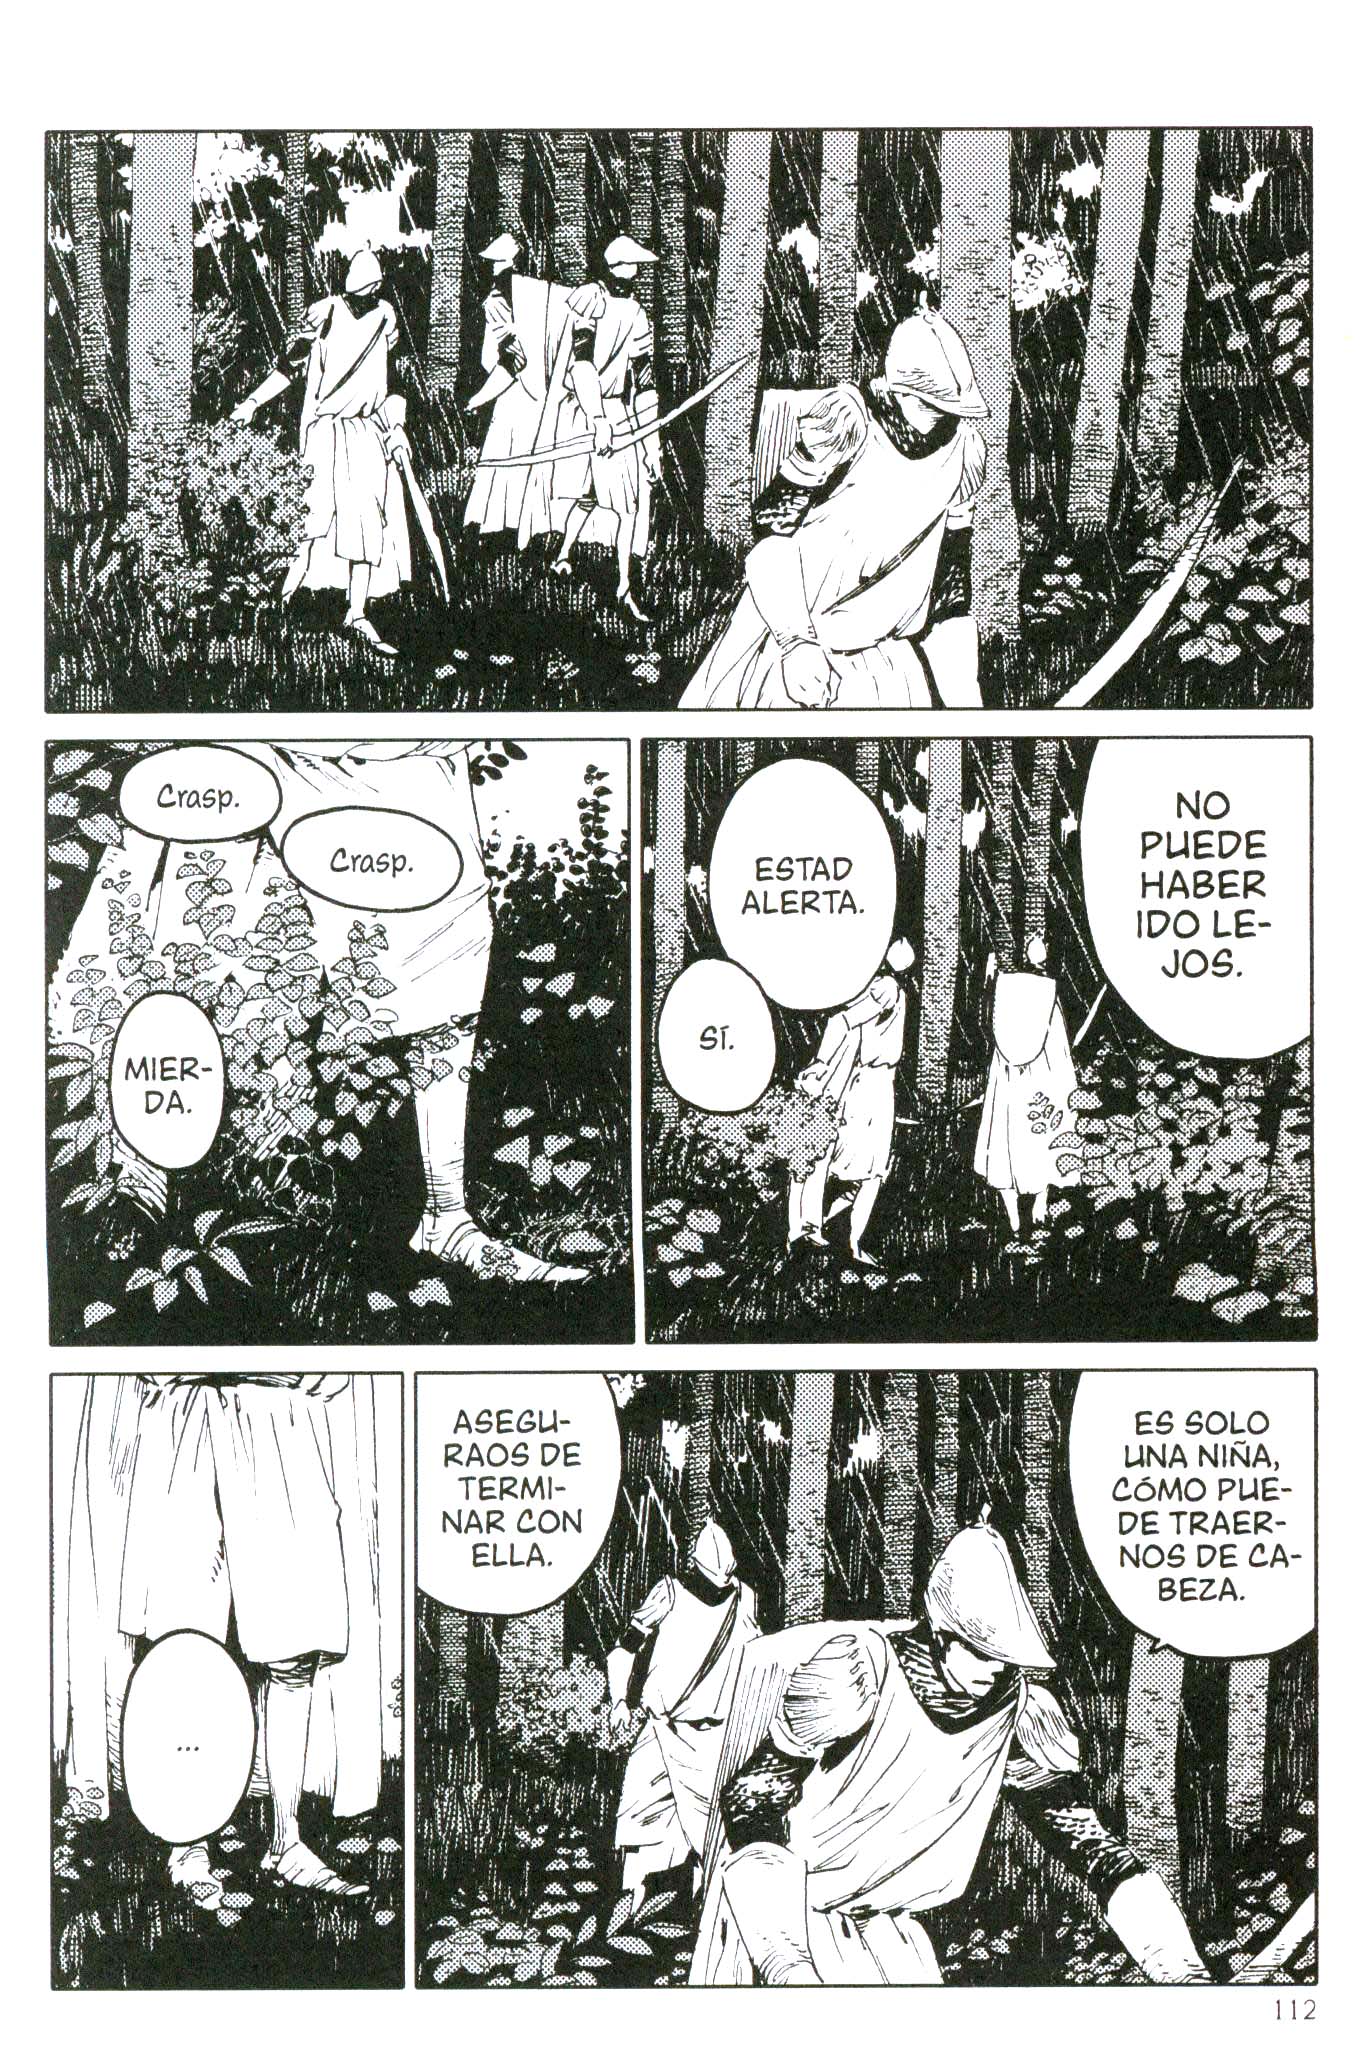 NO
PUEDE
HABER
IDO LE-
JOS.
ESTAD
ALERTA.
SÍ.
Crasp.
Crasp.
MIER-
DA.
ES SOLO
UNA NIÑA,
CÓMO PUE-
DE TRAER-
NOS DE CA-
BEZA.
ASEGU-
RAOS DE
TERMI-
NAR CON
ELLA.
...
112